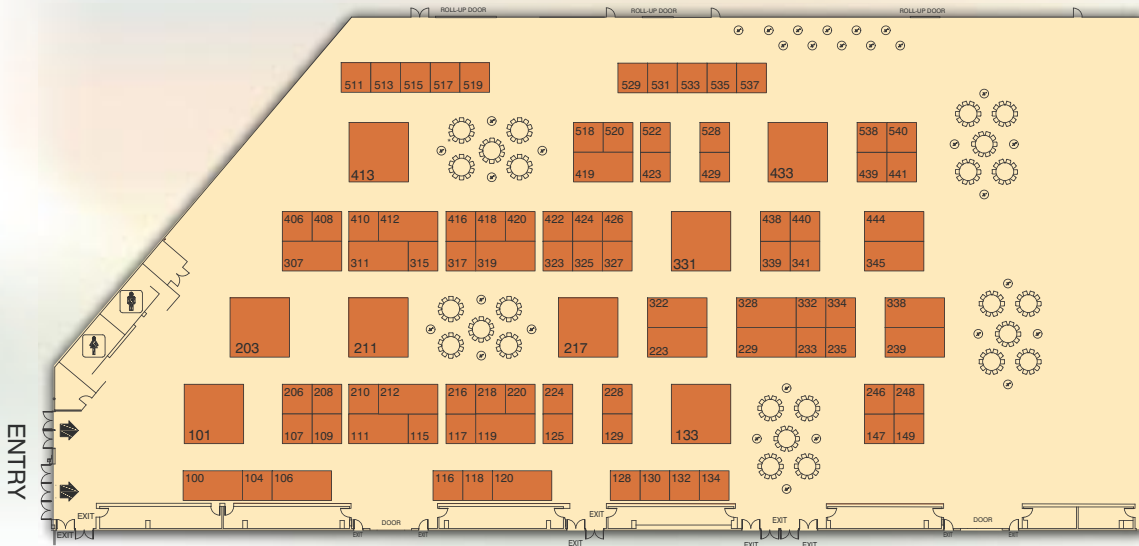 ROLL-UP DOOR ROLL-UP DOOR ROLL-UP DOOR
511 513 515 517 519 529 531 533 535 537
518 520 522 528 538 540
413 419 423 429 433 439 441
406 408 410 412 416 418 420 422 424 426 438 440 444
307 311 315 317 319 323 325 327 331 339 341 345
322 328 332 334 338
203 211 217 223 229 233 235 239
206 208 210 212 216 218 220 224 228 246 248
101 107 109 111 115 117 119 125 129 133 147 149
100 104 106 116 118 120 128 130 132 134
ENTRY
EXIT DOOR EXIT EXIT DOOR
EXIT EXIT EXIT EXIT EXIT EXIT EXIT EXIT